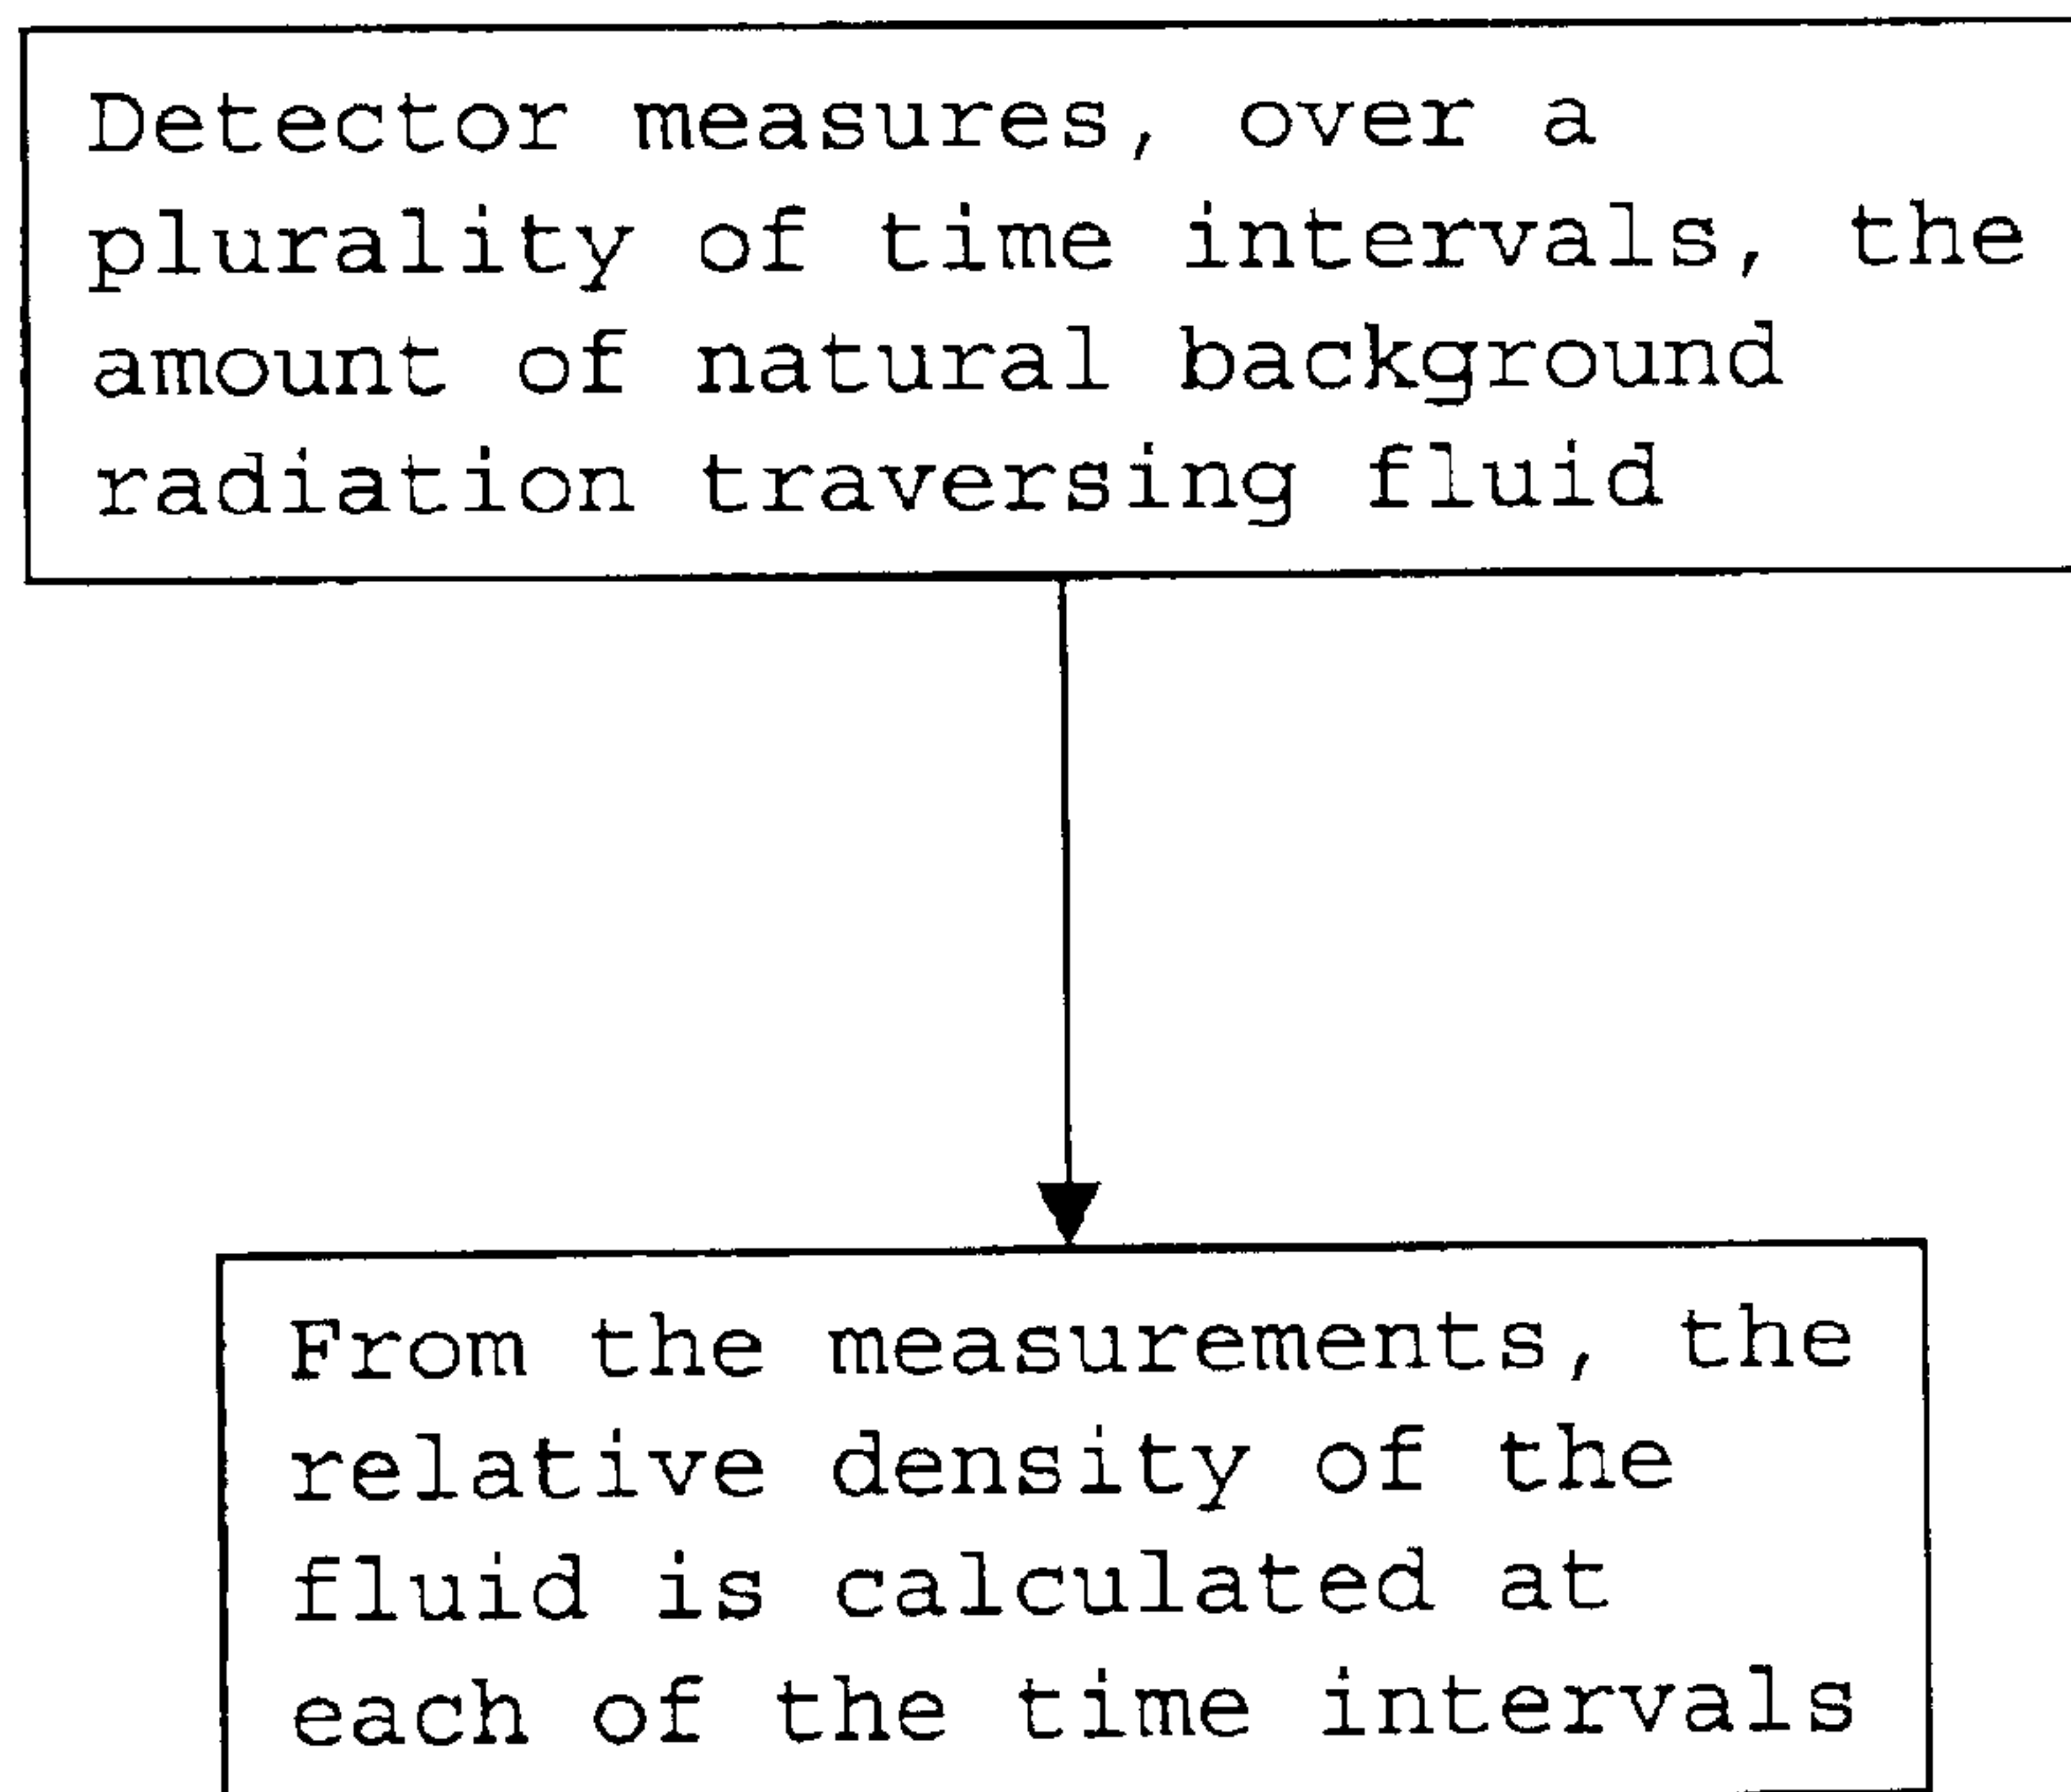 Detector measures, over a
plurality of time intervals, the
amount of natural background
radiation traversing fluid
From the measurements, the
relative density of the
fluid is calculated at
each of the time intervals